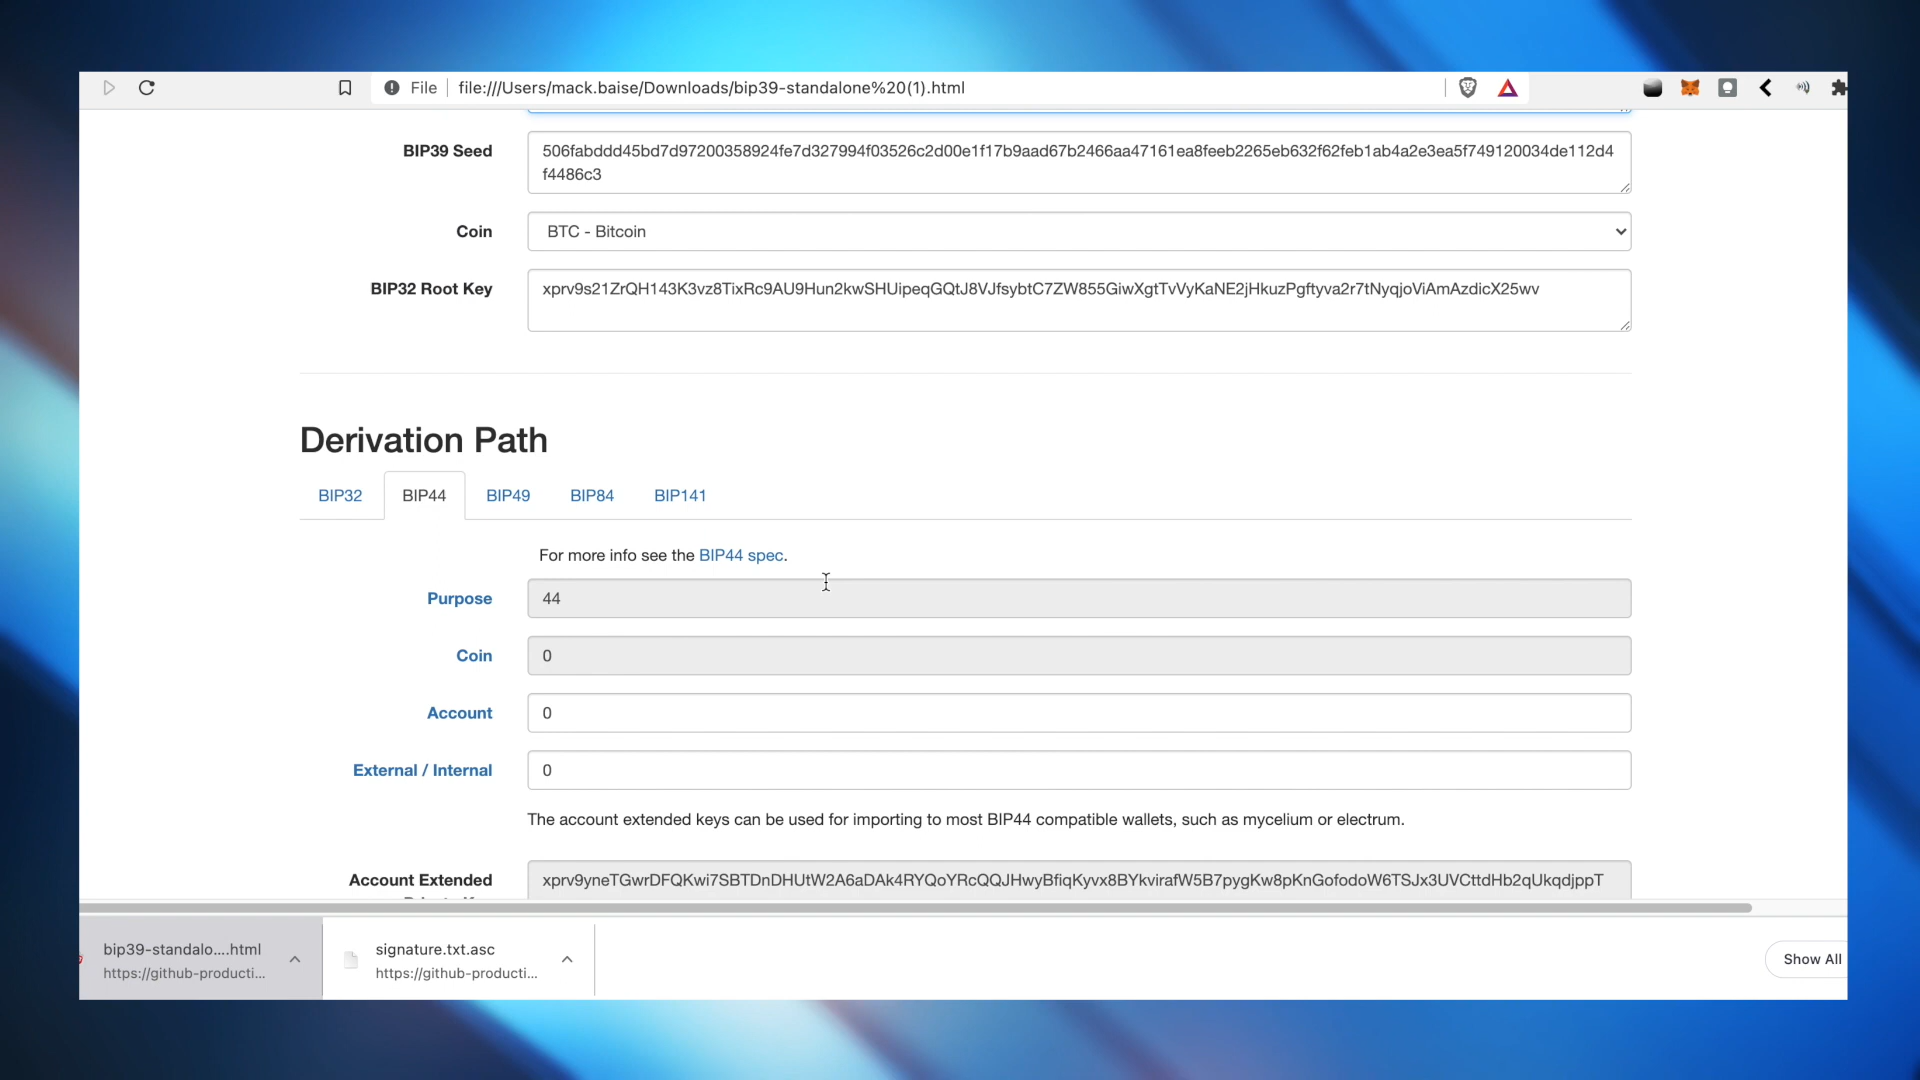 File file:///Users/mack.baise/Downloads/bip39-standalone%20(1).html
BIP39 Seed
506fabddd45bd7d97200358924fe7d327994f03526c2d00e1f17b9aad67b2466aa47161ea8feeb2265eb632f62feb1ab4a2e3ea5f749120034de112d4
f4486c3
Coin
BTC - Bitcoin
BIP32 Root Key
xprv9s21ZrQH143K3vz8TixRc9AU9Hun2kwSHUipeqGQtJ8VJfsybtC7ZW855GiwXgtTvVyKaNE2jHkuzPgftyva2r7tNyqjoViAmAzdicX25wv
Derivation Path
BIP32 BIP44 BIP49 BIP84 BIP141
For more info see the BIP44 spec.
Purpose
44
Coin
0
Account
0
External / Internal
0
The account extended keys can be used for importing to most BIP44 compatible wallets, such as mycelium or electrum.
Account Extended
xprv9yneTGwrDFQKwi7SBTDnDHUtW2A6aDAk4RYQoYRcQQJHwyBfiqKyvx8BYkvirafW5B7pygKw8pKnGofodoW6TSJx3UVCttdHb2qUkqdjppT
bip39-standalo....html
https://github-producti...
signature.txt.asc
https://github-producti...
Show All